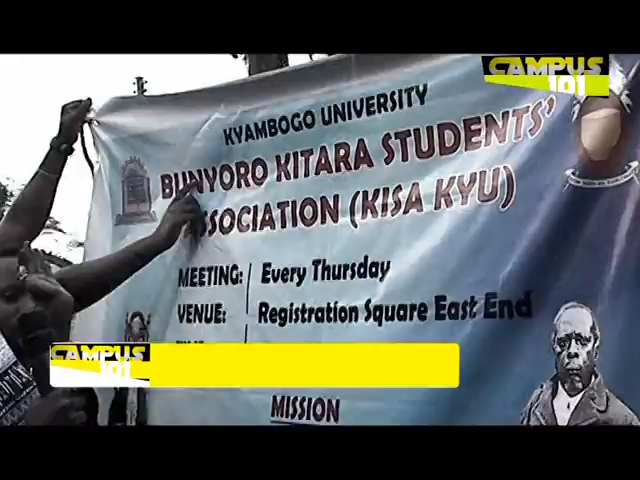 CAMPUS
101
KYAMBOGO UNIVERSITY
BUNYORO KITARA STUDENTS'
ASSOCIATION (KISA KYU)
MEETING: Every Thursday
VENUE: Registration Square East End
CAMPUS
101
MISSION